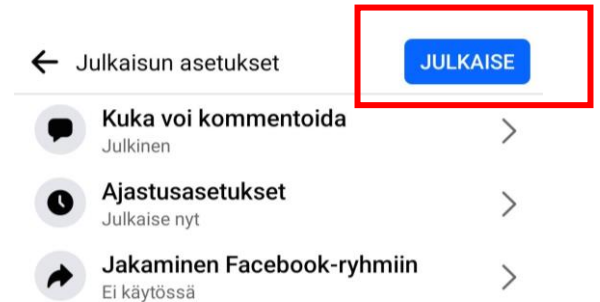 Julkaisun asetukset JULKAISE
Kuka voi kommentoida
Julkinen
Ajastusasetukset
Julkaise nyt
Jakaminen Facebook-ryhmiin
Ei käytössä